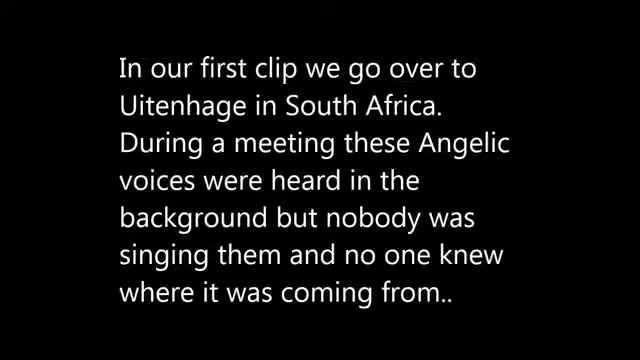 In our first clip we go over to
Uitenhage in South Africa.
During a meeting these Angelic
voices were heard in the
background but nobody was
singing them and no one knew
where it was coming from..